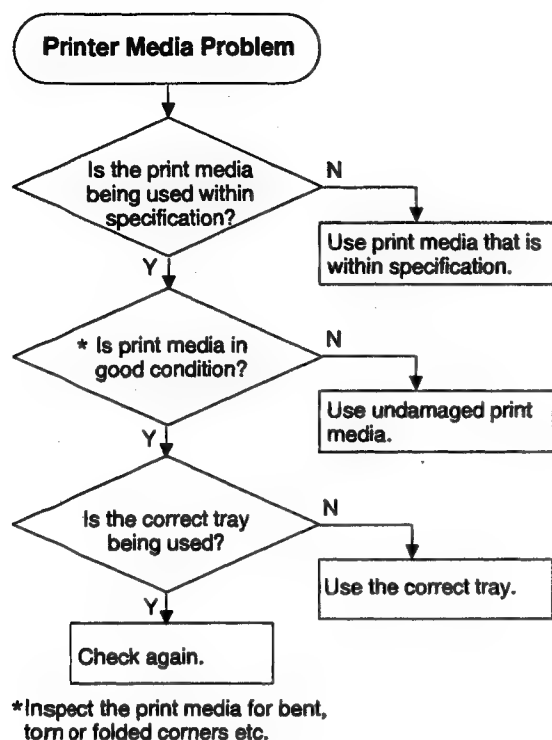 Printer Media Problem
Is the print media
being used within
specification?
N
Use print media that is
within specification.
Y
* Is print media in
good condition?
N
Use undamaged print
media.
Y
Is the correct tray
being used?
N
Use the correct tray.
Y
Check again.
*Inspect the print media for bent,
torn or folded corners etc.